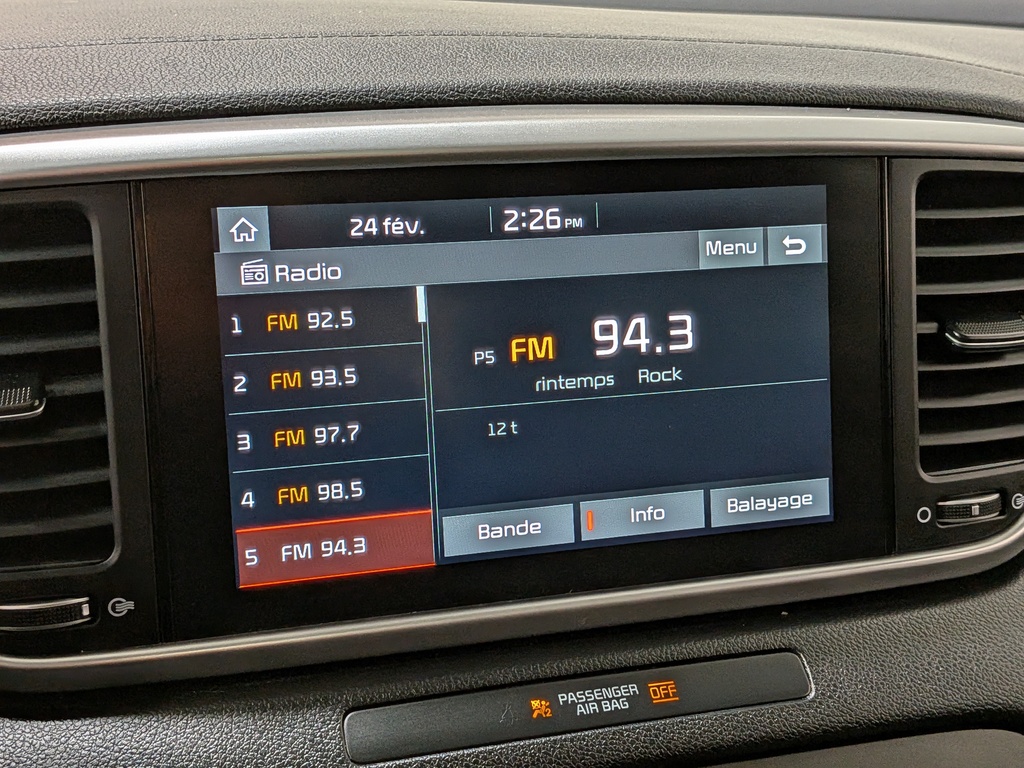 24 fév. 2:26 PM
Radio Menu
1 FM 92.5
2 FM 93.5
3 FM 97.7
4 FM 98.5
5 FM 94.3
P5 FM 94.3
rintemps Rock
12 t
Bande Info Balayage
PASSENGER
AIR BAG OFF